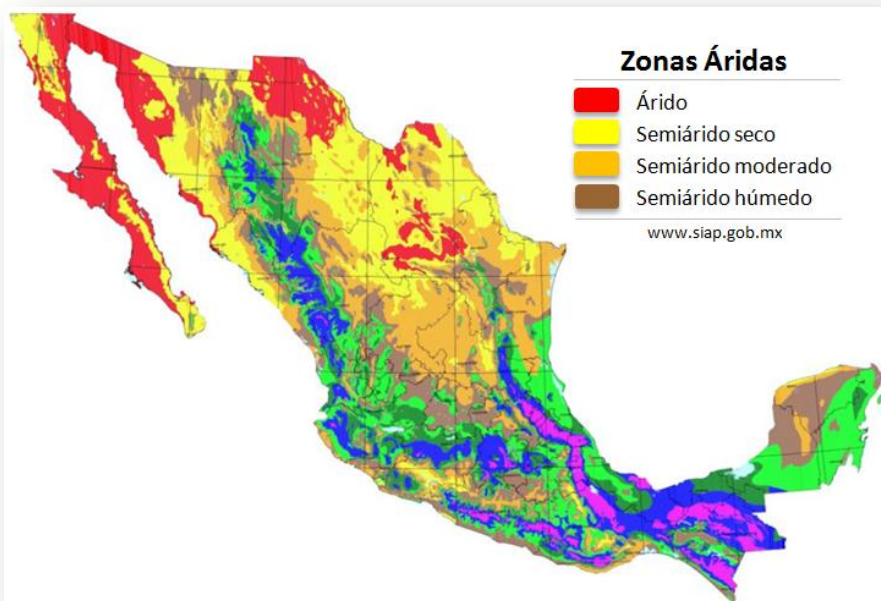 Zonas Áridas
Árido
Semiárido seco
Semiárido moderado
Semiárido húmedo
www.siap.gob.mx